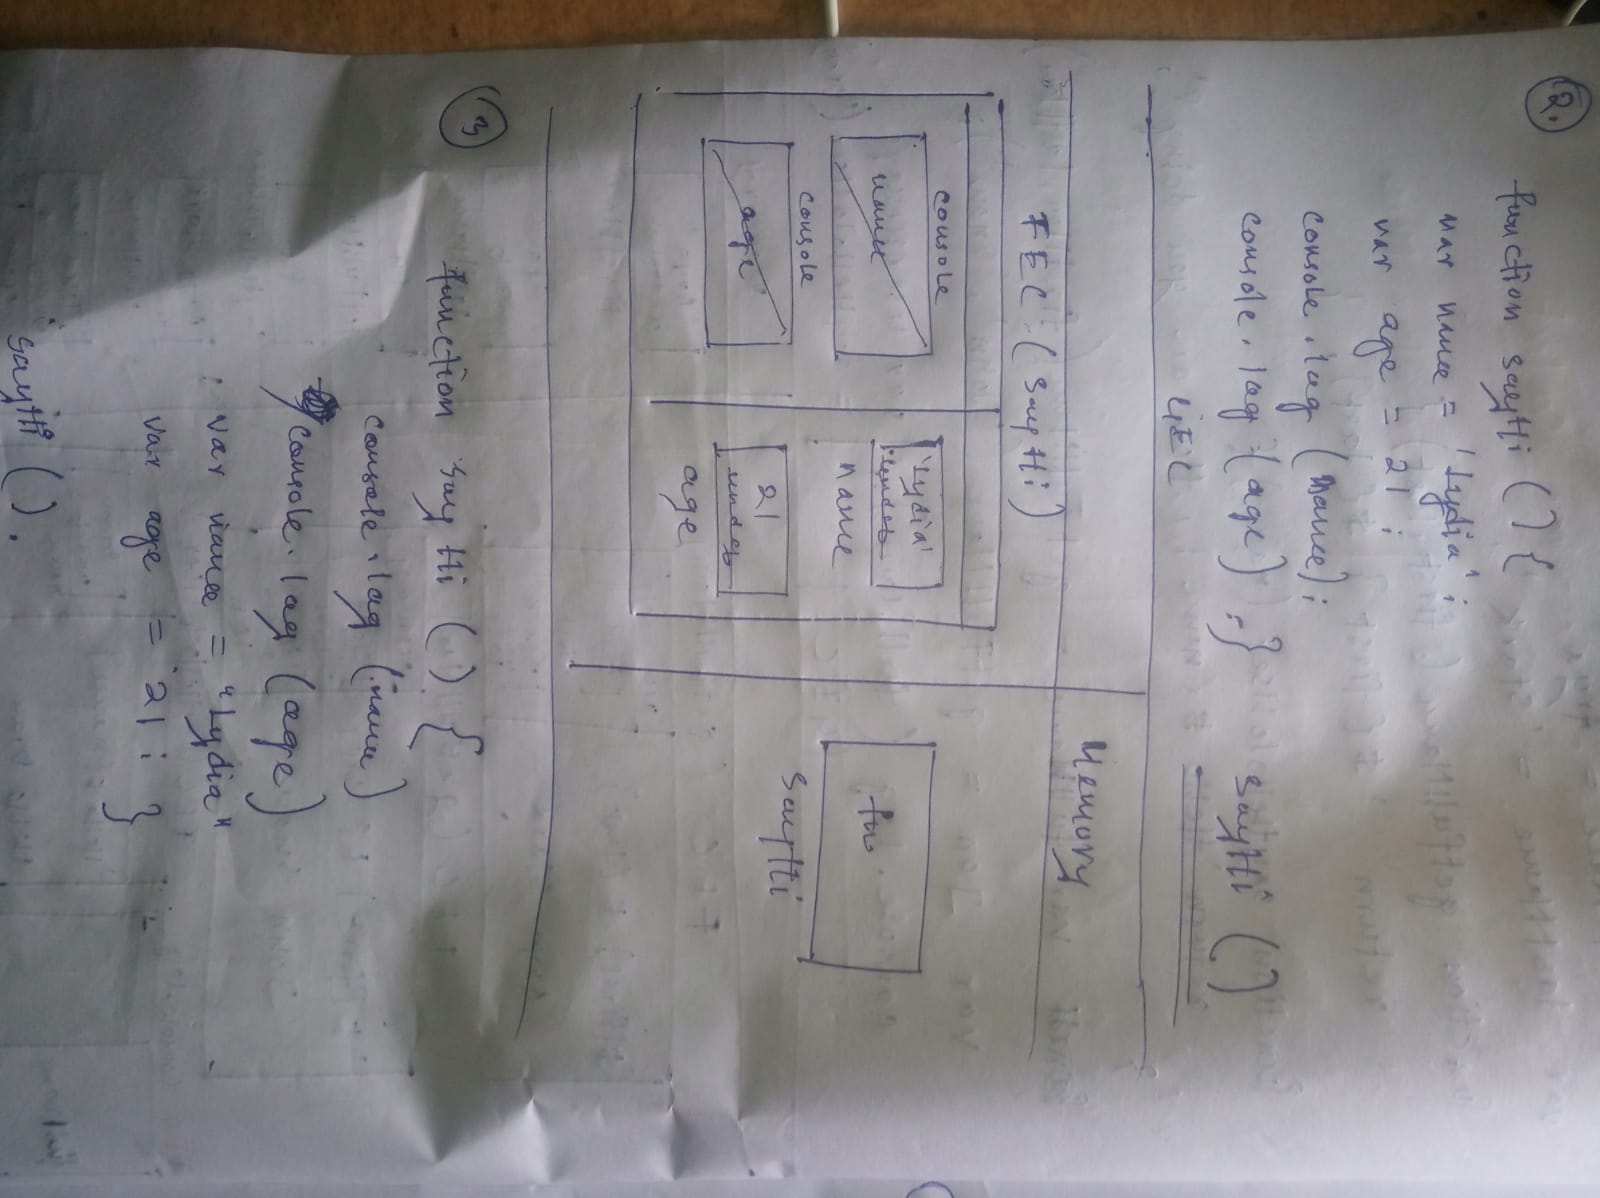 2.
function sayHi () {
var name = 'Lydia' ;
var age = 21 ;
console.log (name) ;
console.log (age) ; }
sayHi ()
GEC
Memory
FEC (sayHi)
console
name
'Lydia'
undef
name
console
age
21
undef
age
fn
sayHi
3
function sayHi () {
console.log (name)
console.log (age)
var name = "Lydia"
var age = 21 ; }
sayHi ().